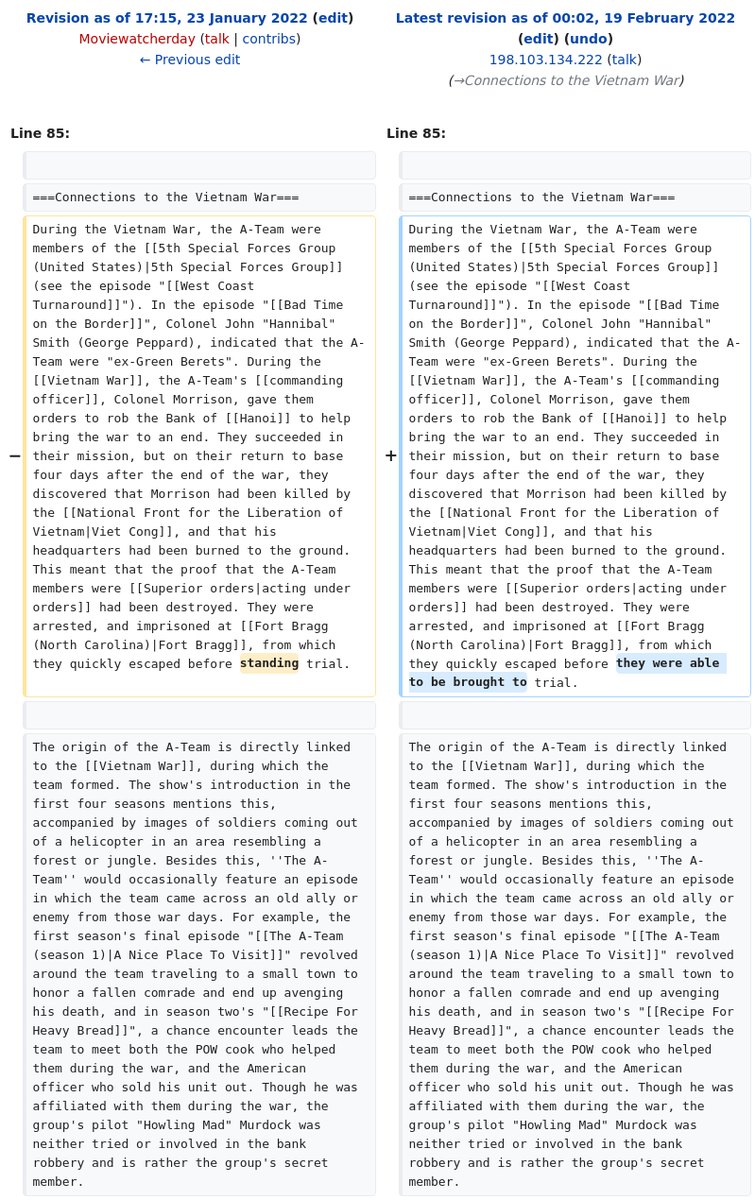 Revision as of 17:15, 23 January 2022 (edit)
Moviewatcherday (talk | contribs)
← Previous edit
Line 85:
===Connections to the Vietnam War===
−
During the Vietnam War, the A-Team were
members of the [[5th Special Forces Group
(United States)|5th Special Forces Group]]
(see the episode "[[West Coast
Turnaround]]"). In the episode "[[Bad Time
on the Border]]", Colonel John "Hannibal"
Smith (George Peppard), indicated that the A-
Team were "ex-Green Berets". During the
[[Vietnam War]], the A-Team's [[commanding
officer]], Colonel Morrison, gave them
orders to rob the Bank of [[Hanoi]] to help
bring the war to an end. They succeeded in
their mission, but on their return to base
four days after the end of the war, they
discovered that Morrison had been killed by
the [[National Front for the Liberation of
Vietnam|Viet Cong]], and that his
headquarters had been burned to the ground.
This meant that the proof that the A-Team
members were [[Superior orders|acting under
orders]] had been destroyed. They were
arrested, and imprisoned at [[Fort Bragg
(North Carolina)|Fort Bragg]], from which
they quickly escaped before standing trial.
The origin of the A-Team is directly linked
to the [[Vietnam War]], during which the
team formed. The show's introduction in the
first four seasons mentions this,
accompanied by images of soldiers coming out
of a helicopter in an area resembling a
forest or jungle. Besides this, ''The A-
Team'' would occasionally feature an episode
in which the team came across an old ally or
enemy from those war days. For example, the
first season's final episode "[[The A-Team
(season 1)|A Nice Place To Visit]]" revolved
around the team traveling to a small town to
honor a fallen comrade and end up avenging
his death, and in season two's "[[Recipe For
Heavy Bread]]", a chance encounter leads the
team to meet both the POW cook who helped
them during the war, and the American
officer who sold his unit out. Though he was
affiliated with them during the war, the
group's pilot "Howling Mad" Murdock was
neither tried or involved in the bank
robbery and is rather the group's secret
member.
Latest revision as of 00:02, 19 February 2022
(edit) (undo)
198.103.134.222 (talk)
(→Connections to the Vietnam War)
Line 85:
===Connections to the Vietnam War===
+
During the Vietnam War, the A-Team were
members of the [[5th Special Forces Group
(United States)|5th Special Forces Group]]
(see the episode "[[West Coast
Turnaround]]"). In the episode "[[Bad Time
on the Border]]", Colonel John "Hannibal"
Smith (George Peppard), indicated that the A-
Team were "ex-Green Berets". During the
[[Vietnam War]], the A-Team's [[commanding
officer]], Colonel Morrison, gave them
orders to rob the Bank of [[Hanoi]] to help
bring the war to an end. They succeeded in
their mission, but on their return to base
four days after the end of the war, they
discovered that Morrison had been killed by
the [[National Front for the Liberation of
Vietnam|Viet Cong]], and that his
headquarters had been burned to the ground.
This meant that the proof that the A-Team
members were [[Superior orders|acting under
orders]] had been destroyed. They were
arrested, and imprisoned at [[Fort Bragg
(North Carolina)|Fort Bragg]], from which
they quickly escaped before they were able
to be brought to trial.
The origin of the A-Team is directly linked
to the [[Vietnam War]], during which the
team formed. The show's introduction in the
first four seasons mentions this,
accompanied by images of soldiers coming out
of a helicopter in an area resembling a
forest or jungle. Besides this, ''The A-
Team'' would occasionally feature an episode
in which the team came across an old ally or
enemy from those war days. For example, the
first season's final episode "[[The A-Team
(season 1)|A Nice Place To Visit]]" revolved
around the team traveling to a small town to
honor a fallen comrade and end up avenging
his death, and in season two's "[[Recipe For
Heavy Bread]]", a chance encounter leads the
team to meet both the POW cook who helped
them during the war, and the American
officer who sold his unit out. Though he was
affiliated with them during the war, the
group's pilot "Howling Mad" Murdock was
neither tried or involved in the bank
robbery and is rather the group's secret
member.